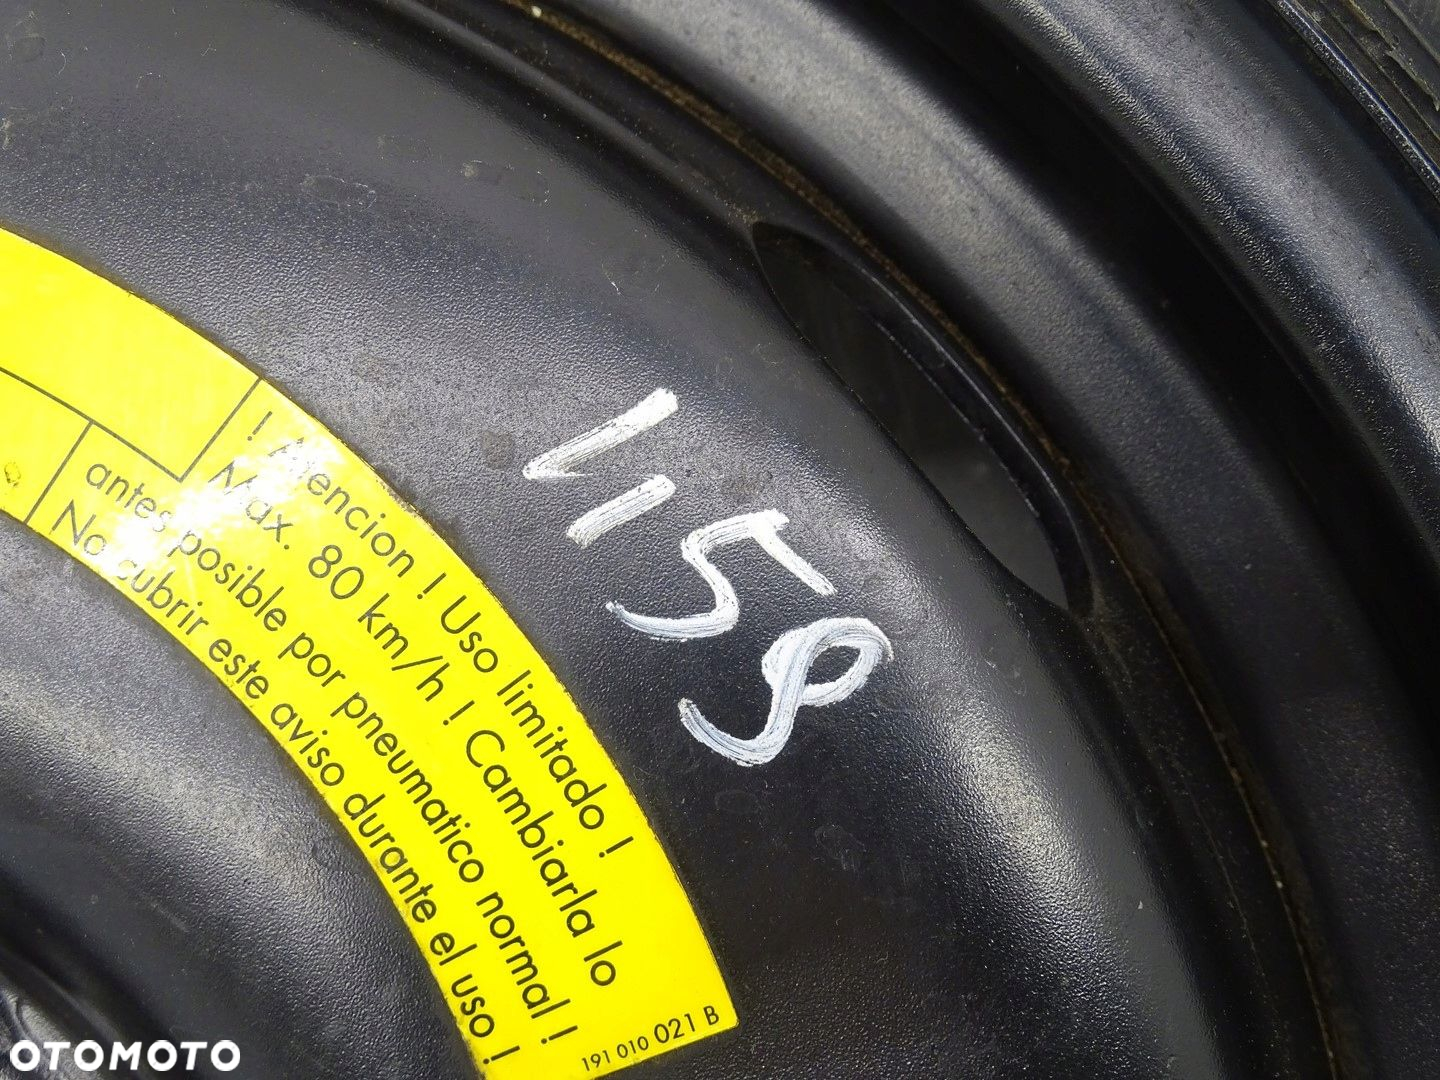 ! Atencion ! Uso limitado !
Max. 80 km/h ! Cambiarla lo
antes posible por pneumatico normal !
No cubrir este aviso durante el uso !
191 010 021 B
1159
OTOMOTO